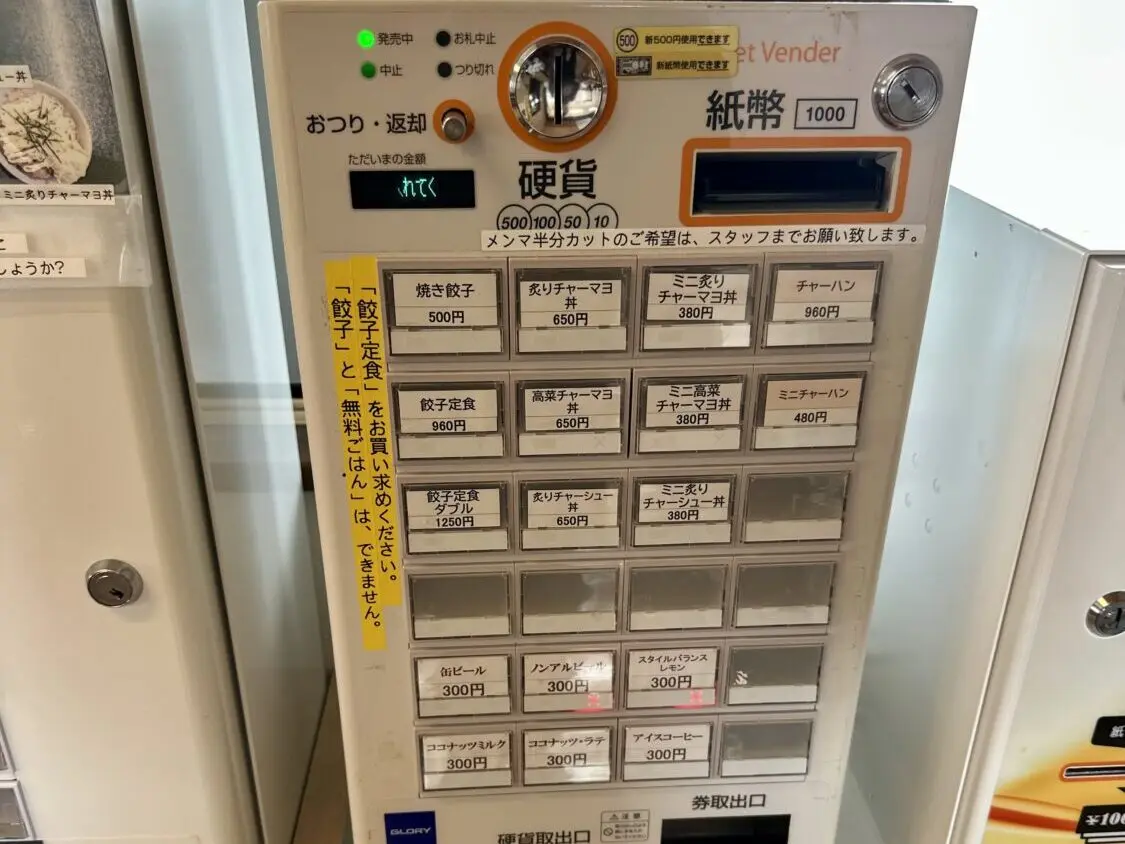 ュー丼
ミニ炙りチャーマヨ丼
しょうか?
発売中
お札中止
中止
つり切れ
おつり・返却
ただいまの金額
れてく
500
新500円使用できます
新紙幣使用できます
et Vender
硬貨
500 100 50 10
紙幣
1000
メンマ半分カットのご希望は、スタッフまでお願い致します。
「餃子定食」をお買い求めください。
「餃子」と「無料ごはん」は、できません。
焼き餃子
500円
炙りチャーマヨ
丼
650円
ミニ炙り
チャーマヨ丼
380円
チャーハン
960円
餃子定食
960円
高菜チャーマヨ
丼
650円
ミニ高菜
チャーマヨ丼
380円
ミニチャーハン
480円
餃子定食
ダブル
1250円
炙りチャーシュー
丼
650円
ミニ炙り
チャーシュー丼
380円
缶ビール
300円
ノンアルビール
300円
スタイルバランス
レモン
300円
ココナッツミルク
300円
ココナッツ・ラテ
300円
アイスコーヒー
300円
GLORY
硬貨取出口
注意
券取出口